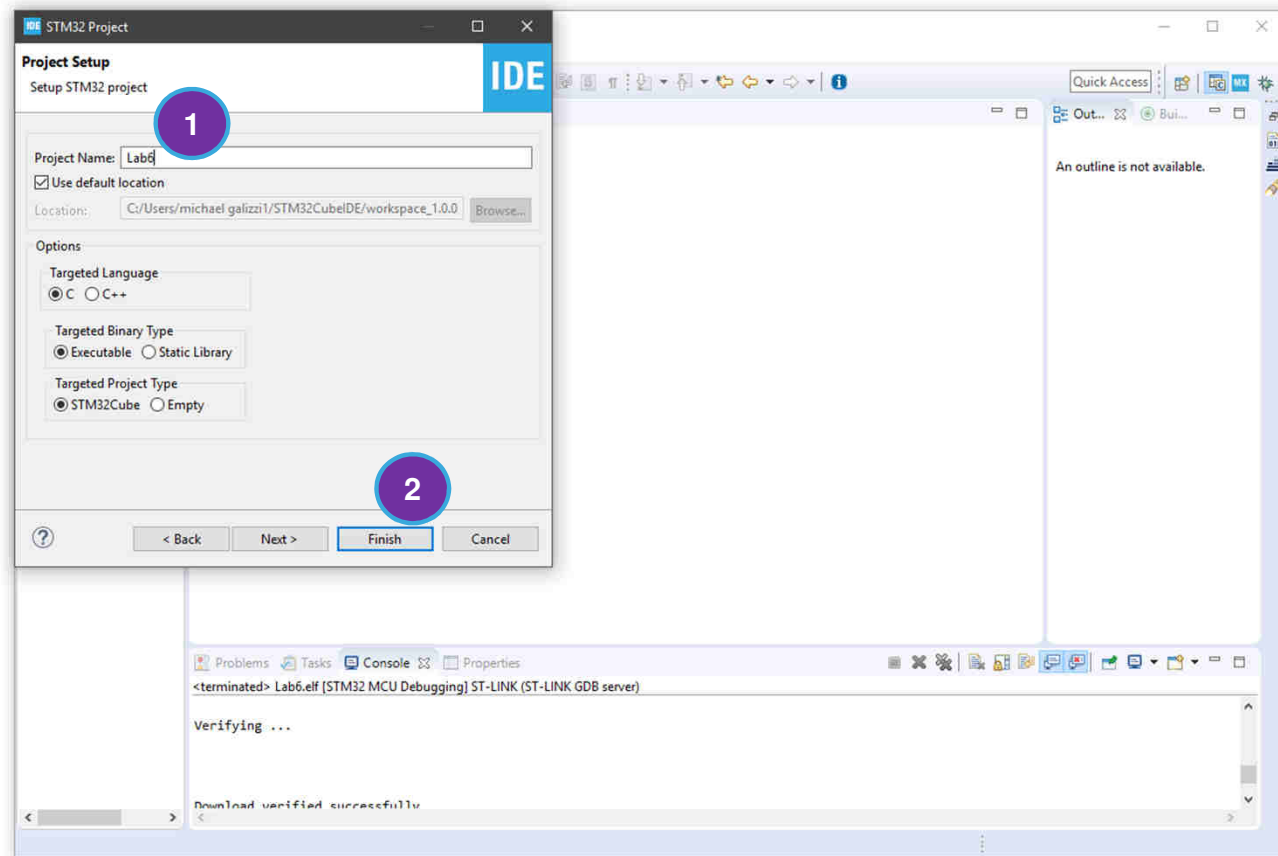 IDE STM32 Project
Project Setup
Setup STM32 project
IDE
1
Project Name: Lab6
Use default location
Location: C:/Users/michael galizzi1/STM32CubeIDE/workspace_1.0.0 Browse...
Options
Targeted Language
C C++
Targeted Binary Type
Executable Static Library
Targeted Project Type
STM32Cube Empty
2
? < Back Next > Finish Cancel
Quick Access MX
Out... Bui...
An outline is not available.
Problems Tasks Console Properties
<terminated> Lab6.elf [STM32 MCU Debugging] ST-LINK (ST-LINK GDB server)
Verifying ...
Download verified successfully